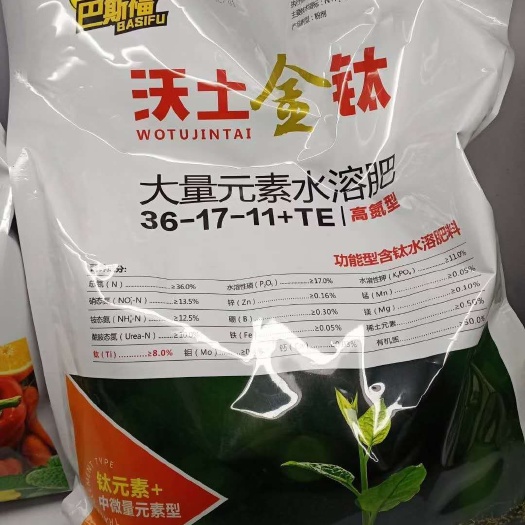 巴斯福
BASIFU
沃土金钛
WOTUJINTAI
大量元素水溶肥
36-17-11+TE 高氮型
功能型含钛水溶肥料
总氮(N) ≥36.0% 水溶性磷(P₂O₅) ≥17.0% ≥11.0%
硝态氮(NO₃-N) ≥13.5% 锌(Zn) ≥0.16% 锰(Mn) ≥0.05%
铵态氮(NH₄-N) ≥12.5% 硼(B) ≥0.30% 镁(Mg) ≥0.10%
酰胺态氮(Urea-N) 铁(Fe ≥0.05% 稀土元素 ≥0.50%
钛(Ti) ≥8.0% 钼(Mo) 有机质
钛元素+
中微量元素型